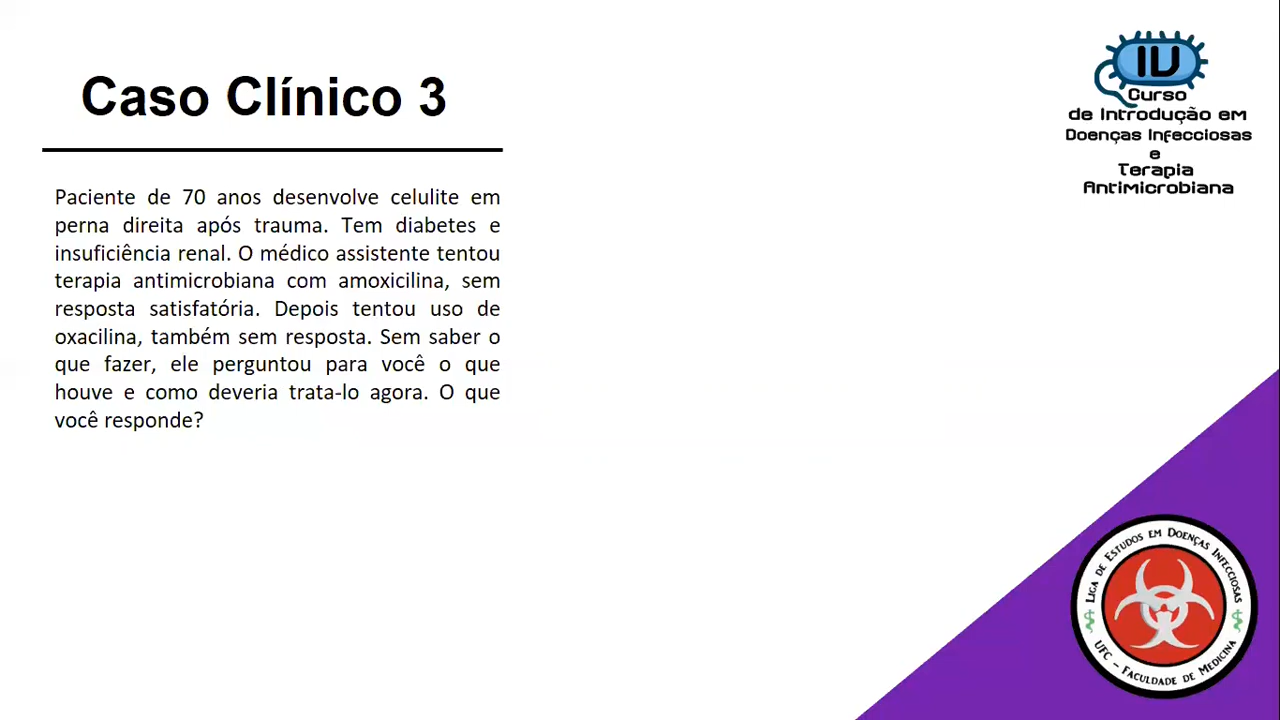 Caso Clínico 3
Paciente de 70 anos desenvolve celulite em
perna direita após trauma. Tem diabetes e
insuficiência renal. O médico assistente tentou
terapia antimicrobiana com amoxicilina, sem
resposta satisfatória. Depois tentou uso de
oxacilina, também sem resposta. Sem saber o
que fazer, ele perguntou para você o que
houve e como deveria trata-lo agora. O que
você responde?
IV
Curso
de Introdução em
Doenças Infecciosas
e
Terapia
Antimicrobiana
Liga de Estudos em Doenças Infecciosas
UFC – Faculdade de Medicina